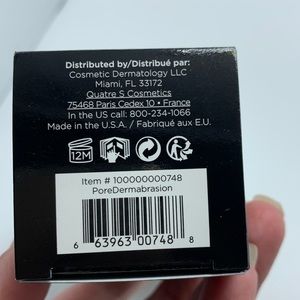 Distributed by/Distribué par:
Cosmetic Dermatology LLC
Miami, FL 33172
Quatre S Cosmetics
75468 Paris Cedex 10 • France
In the US call: 800-234-1066
Made in the U.S.A. / Fabriqué aux E.U.
12M
Item # 100000000748
PoreDermabrasion
6 63963 00748 8